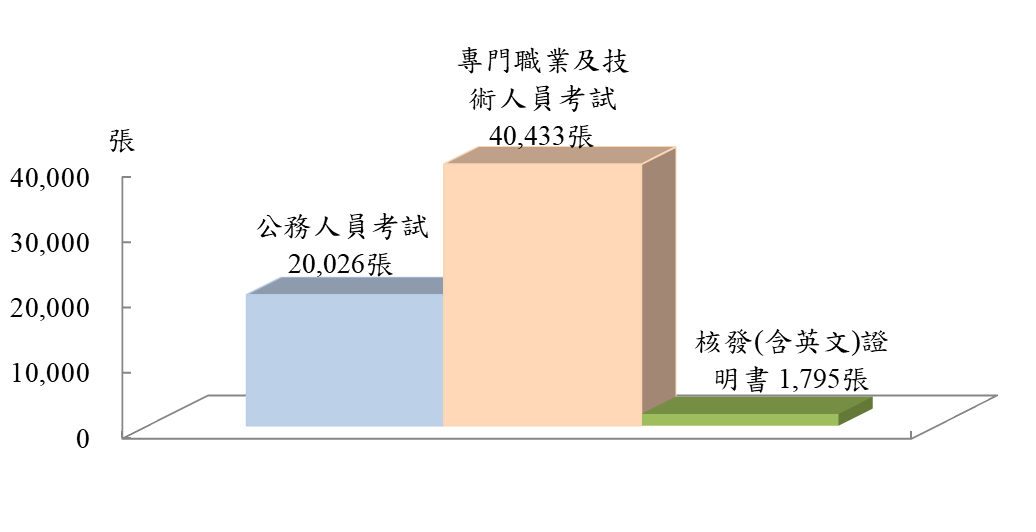 專門職業及技
術人員考試
40,433張
張
40,000
30,000
20,000
10,000
0
公務人員考試
20,026張
核發(含英文)證
明書 1,795張